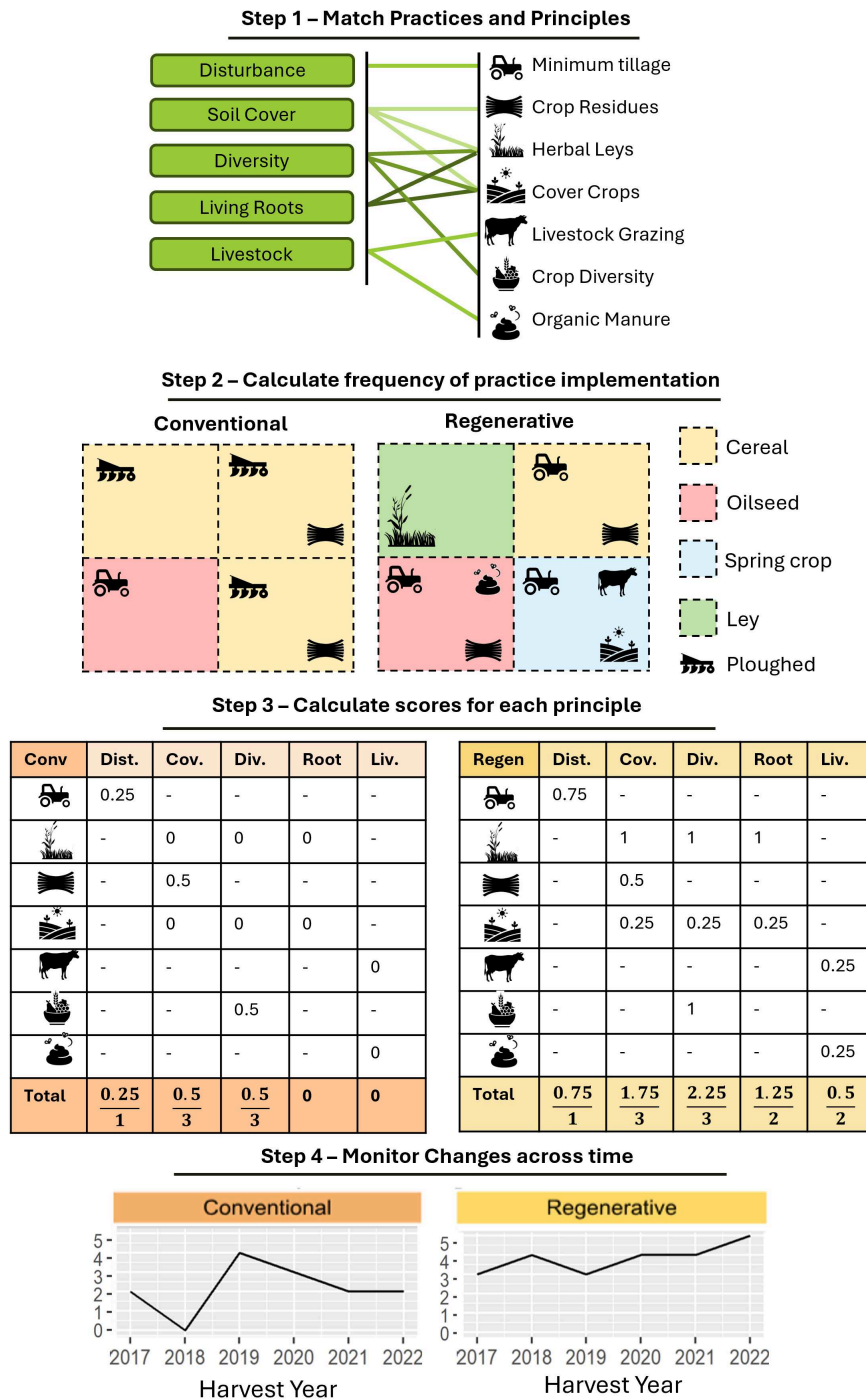 Step 1 – Match Practices and Principles
Disturbance
Soil Cover
Diversity
Living Roots
Livestock
Minimum tillage
Crop Residues
Herbal Leys
Cover Crops
Livestock Grazing
Crop Diversity
Organic Manure
Step 2 – Calculate frequency of practice implementation
Conventional
Regenerative
Cereal
Oilseed
Spring crop
Ley
Ploughed
Step 3 – Calculate scores for each principle
Conv Dist. Cov. Div. Root Liv.
0.25 - - - -
- 0 0 0 -
- 0.5 - - -
- 0 0 0 -
- - - - 0
- - 0.5 - -
- - - - 0
Total 0.25/1 0.5/3 0.5/3 0 0
Regen Dist. Cov. Div. Root Liv.
0.75 - - - -
- 1 1 1 -
- 0.5 - - -
- 0.25 0.25 0.25 -
- - - - 0.25
- - 1 - -
- - - - 0.25
Total 0.75/1 1.75/3 2.25/3 1.25/2 0.5/2
Step 4 – Monitor Changes across time
Conventional
5
4
3
2
1
0
2017 2018 2019 2020 2021 2022
Harvest Year
Regenerative
5
4
3
2
1
0
2017 2018 2019 2020 2021 2022
Harvest Year